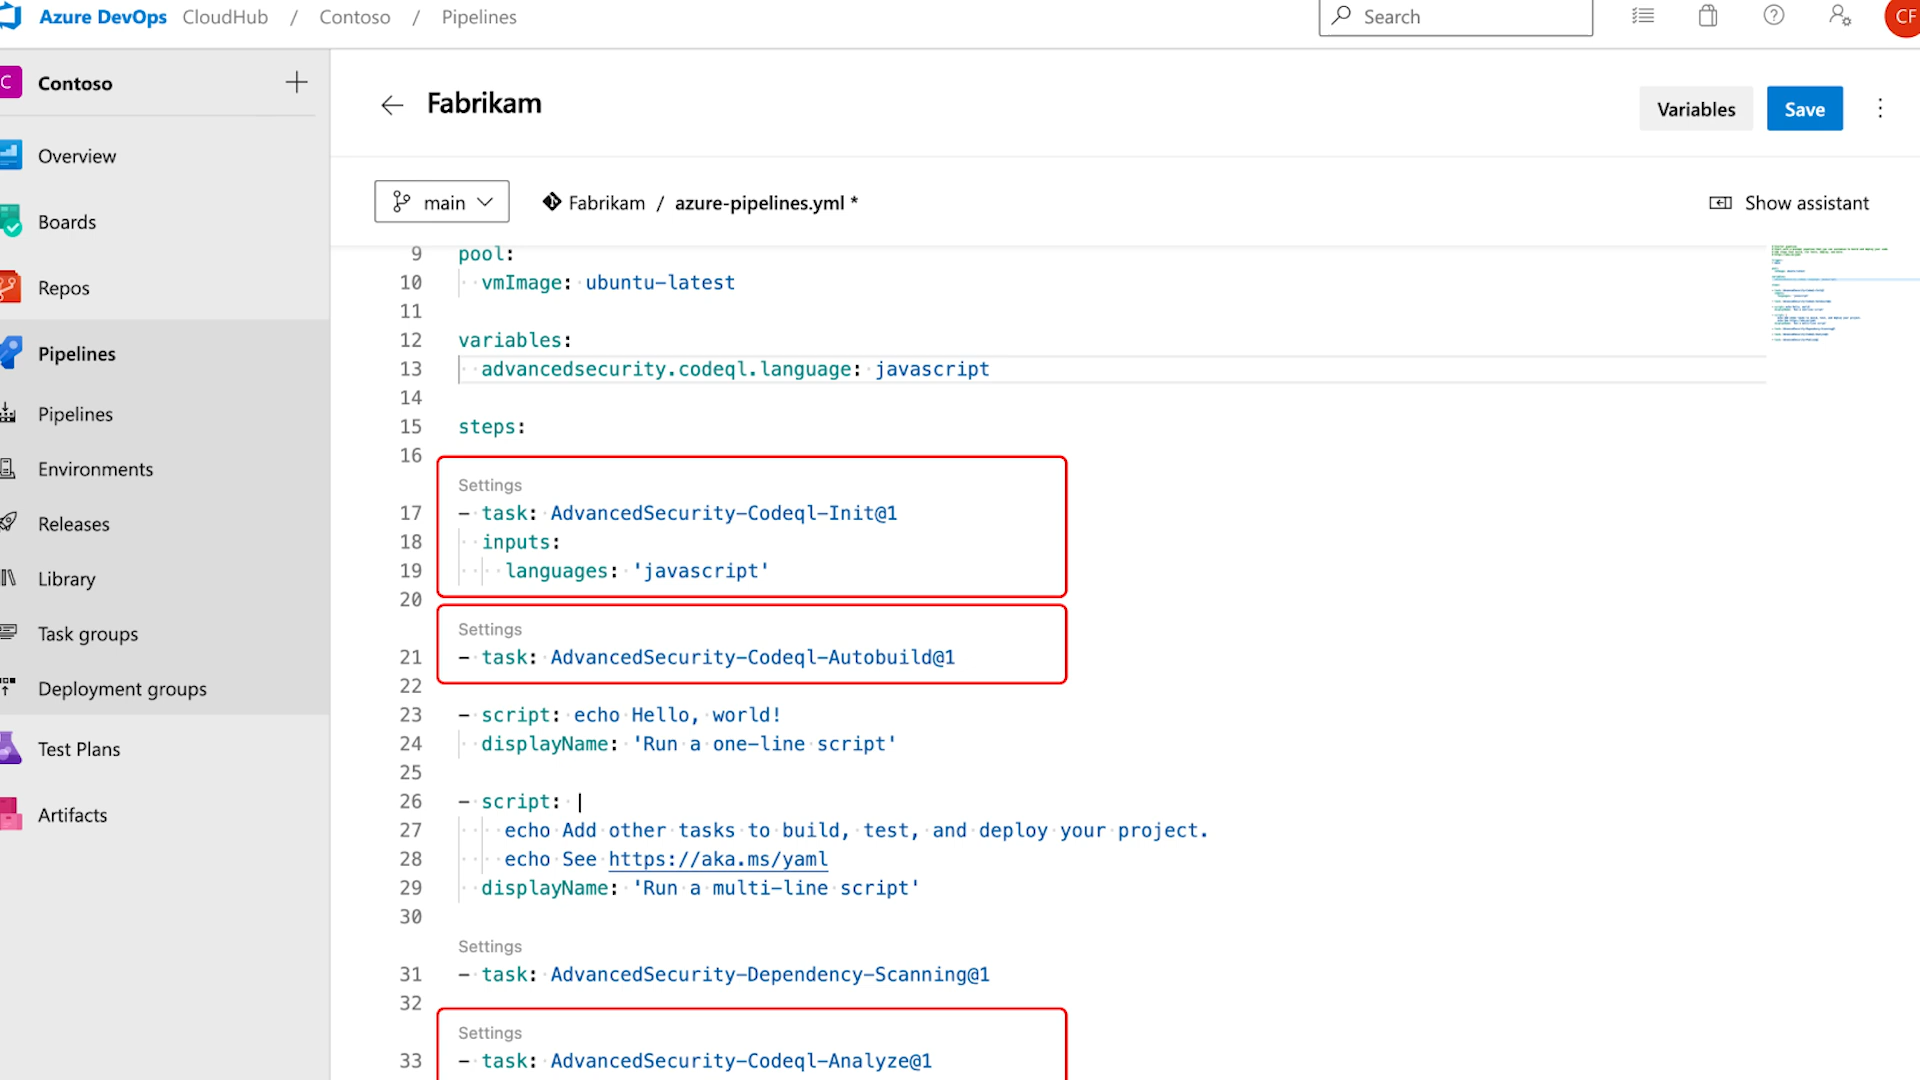 Azure DevOps CloudHub / Contoso / Pipelines
Search
CF
C Contoso
Overview
Boards
Repos
Pipelines
Pipelines
Environments
Releases
Library
Task groups
Deployment groups
Test Plans
Artifacts
Fabrikam
Variables
Save
main
Fabrikam / azure-pipelines.yml *
Show assistant
9 pool:
10 vmImage: ubuntu-latest
11
12 variables:
13 advancedsecurity.codeql.language: javascript
14
15 steps:
16
Settings
17 - task: AdvancedSecurity-Codeql-Init@1
18 inputs:
19 languages: 'javascript'
20
Settings
21 - task: AdvancedSecurity-Codeql-Autobuild@1
22
23 - script: echo Hello, world!
24 displayName: 'Run a one-line script'
25
26 - script: |
27 echo Add other tasks to build, test, and deploy your project.
28 echo See https://aka.ms/yaml
29 displayName: 'Run a multi-line script'
30
Settings
31 - task: AdvancedSecurity-Dependency-Scanning@1
32
Settings
33 - task: AdvancedSecurity-Codeql-Analyze@1